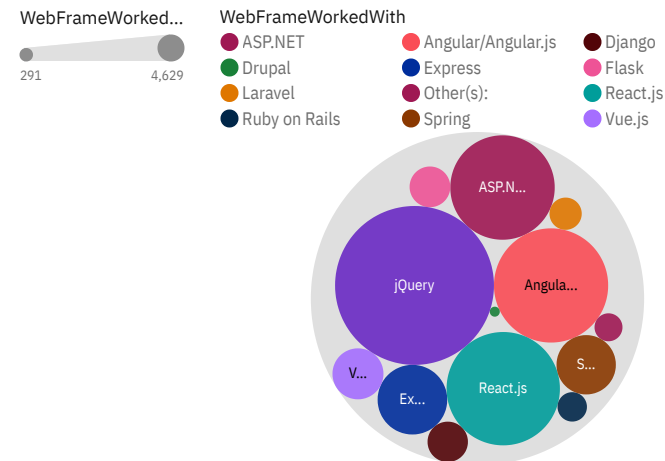 WebFrameWorked...
291 4,629
WebFrameWorkedWith
ASP.NET Angular/Angular.js Django
Drupal Express Flask
Laravel Other(s): React.js
Ruby on Rails Spring Vue.js
ASP.N...
jQuery Angula...
V... S...
Ex... React.js